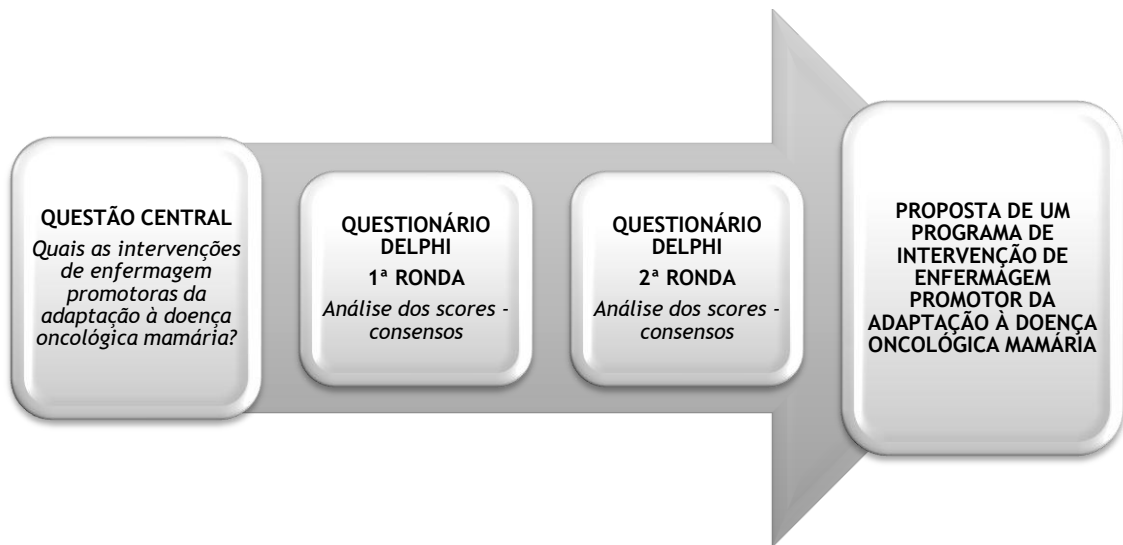 QUESTÃO CENTRAL
Quais as intervenções
de enfermagem
promotoras da
adaptação à doença
oncológica mamária?
QUESTIONÁRIO
DELPHI
1ª RONDA
Análise dos scores -
consensos
QUESTIONÁRIO
DELPHI
2ª RONDA
Análise dos scores -
consensos
PROPOSTA DE UM
PROGRAMA DE
INTERVENÇÃO DE
ENFERMAGEM
PROMOTOR DA
ADAPTAÇÃO À DOENÇA
ONCOLÓGICA MAMÁRIA